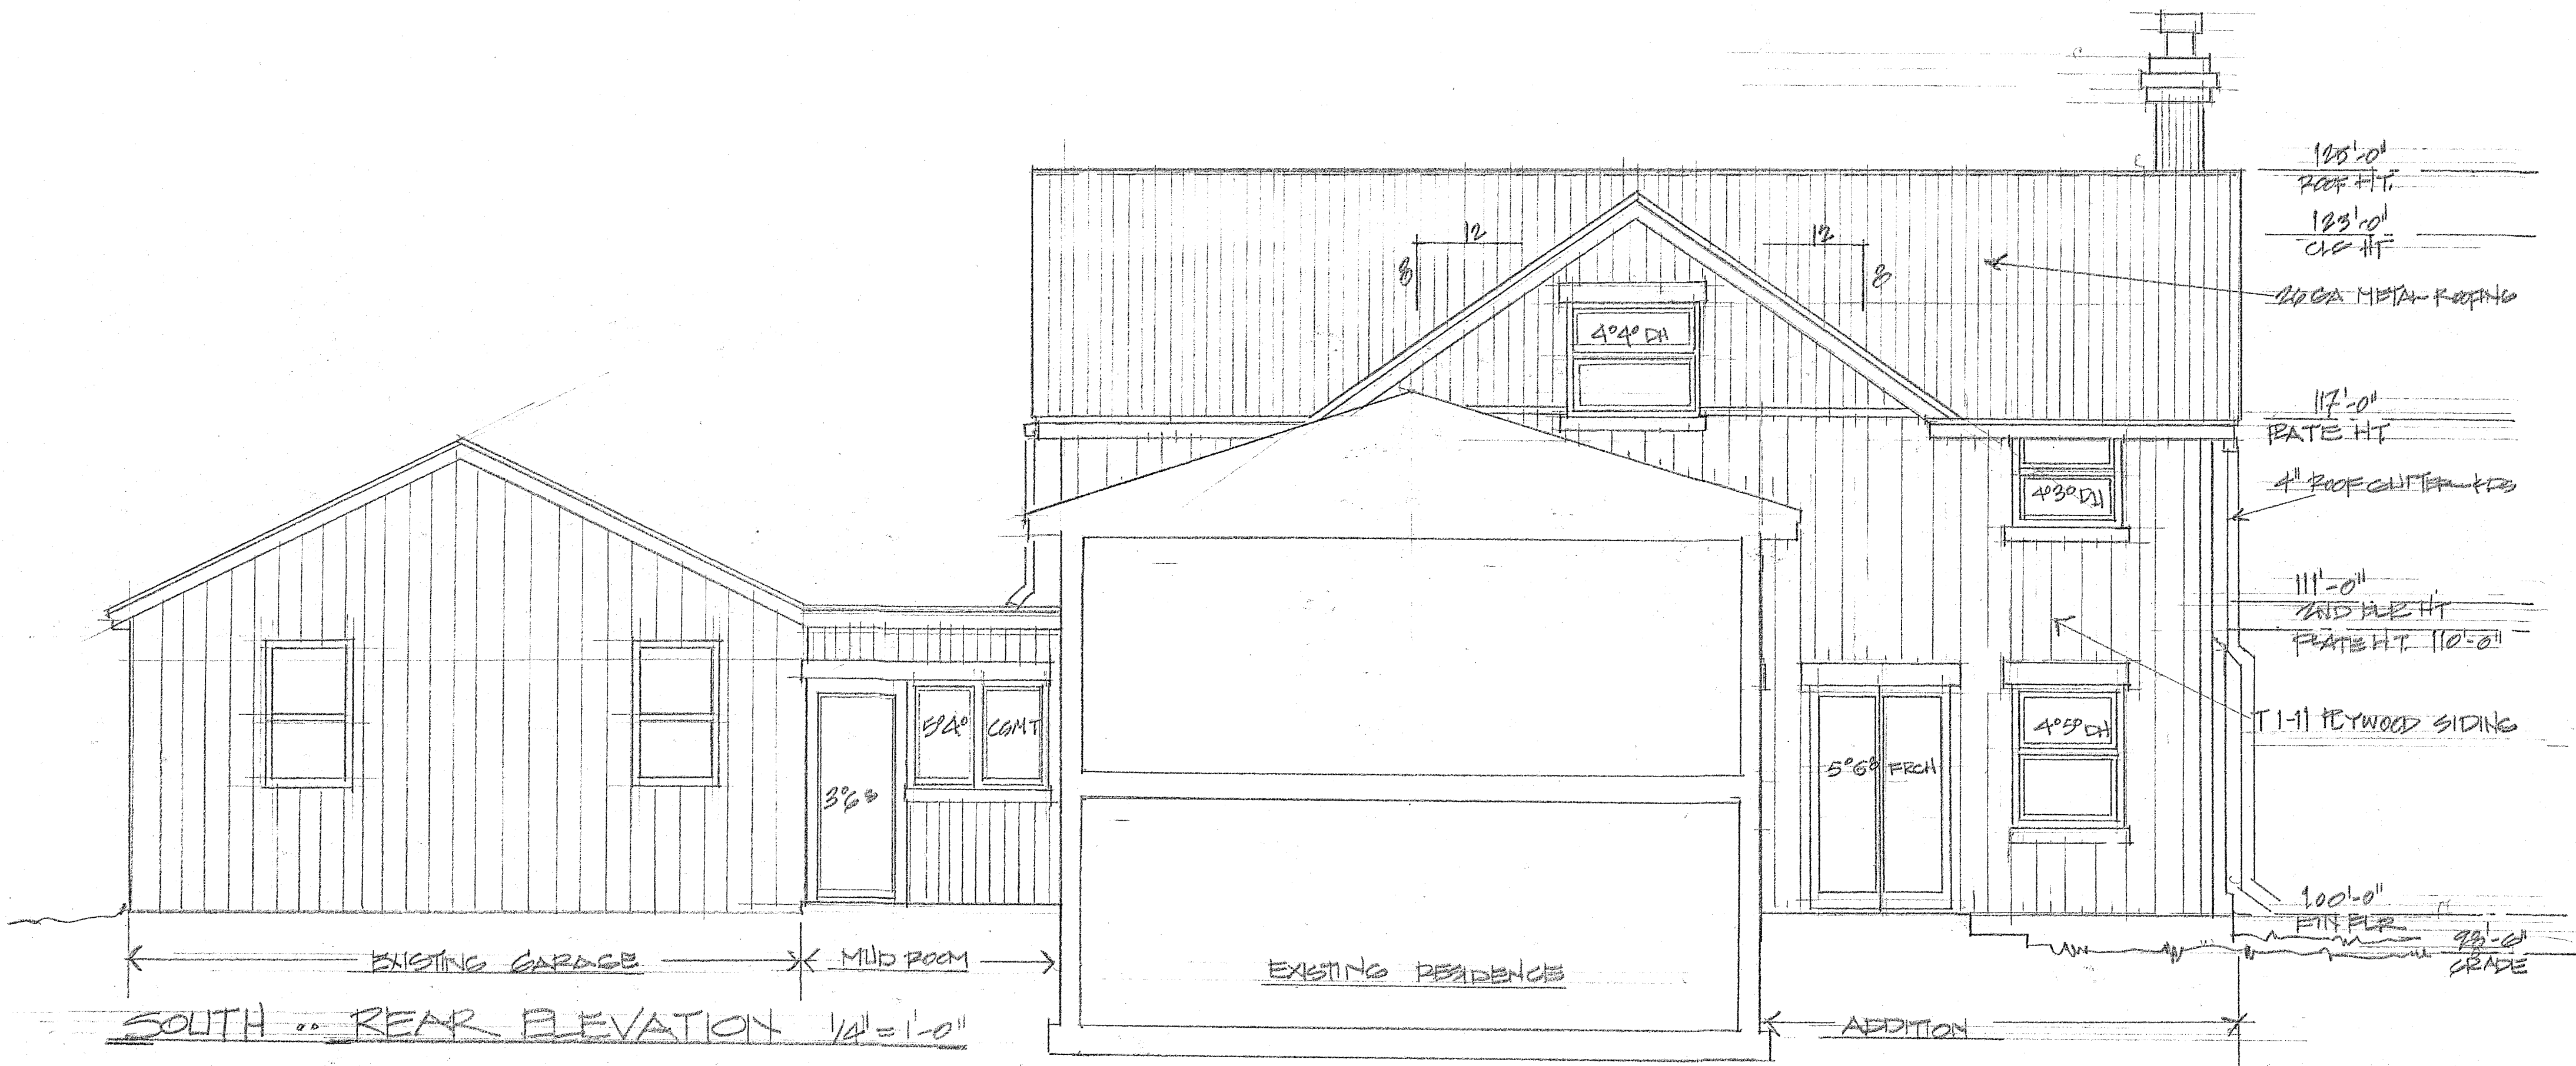 125'-0"
ROOF HT.
12
12
123'-0"
CLG HT
8
8
26 GA METAL ROOFING
4⁰4⁰ DH
117'-0"
PLATE HT
4" ROOF GUTTER & DS
4⁰3⁰ DH
111'-0"
2ND FLR HT
PLATE HT. 110'-0"
5⁰4⁰ CSMT
4⁰5⁰ DH
T 1-11 PLYWOOD SIDING
5⁰6⁸ FRCH
3⁰6⁸
100'-0"
FIN FLR
98'-6"
GRADE
EXISTING GARAGE
MUD ROOM
EXISTING RESIDENCE
ADDITION
SOUTH .. REAR ELEVATION 1/4" = 1'-0"